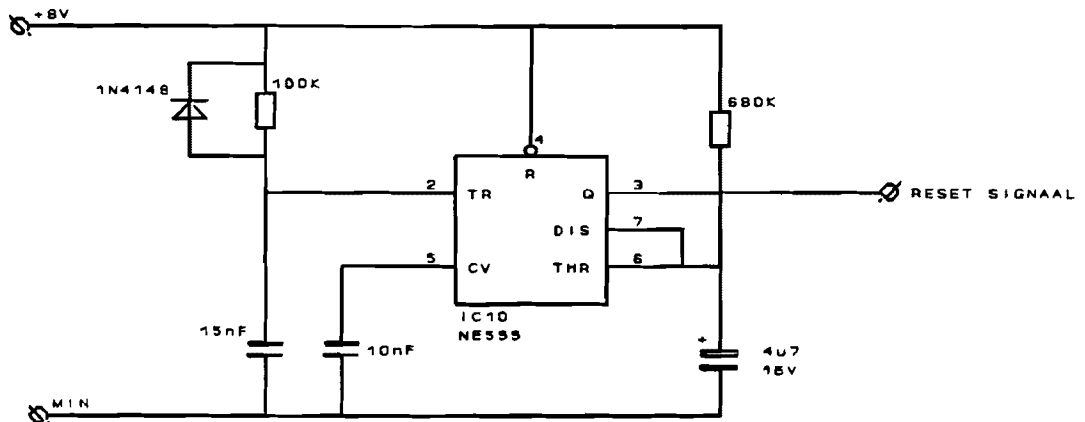 +8V
1N4148
100K
680K
4
R
2
TR
Q
3
RESET SIGNAAL
DIS
7
5
CV
THR
6
IC10
NE555
15nF
10nF
+
4u7
16V
MIN